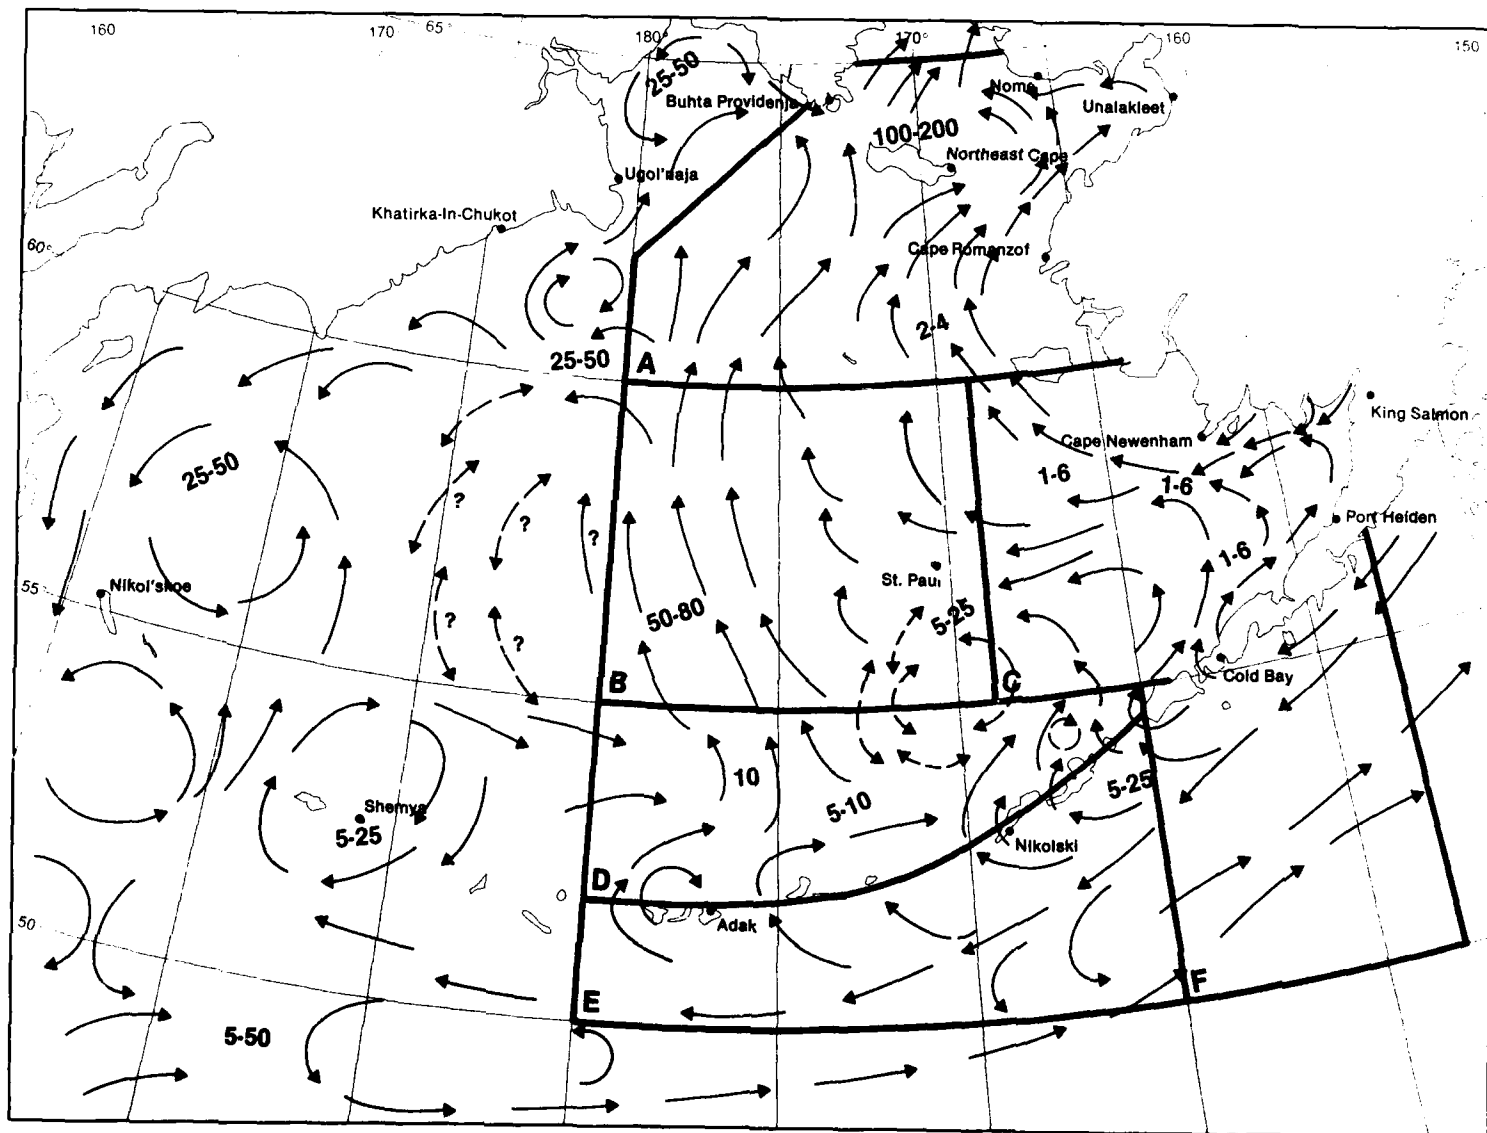 160
170
65
180°
170°
160
150
25-50
Buhta Providenja
Nome
Unalakleet
100-200
Northeast Cape
Ugol'naja
Khatirka-In-Chukot
60°
Cape Romanzof
2-4
25-50
A
King Salmon
Cape Newenham
25-50
1-6
1-6
?
?
?
Port Heiden
1-6
55
Nikol'skoe
St. Paul
50-80
5-25
?
?
B
C
Cold Bay
10
5-10
5-25
Shemya
5-25
Nikolski
D
Adak
50
E
F
5-50